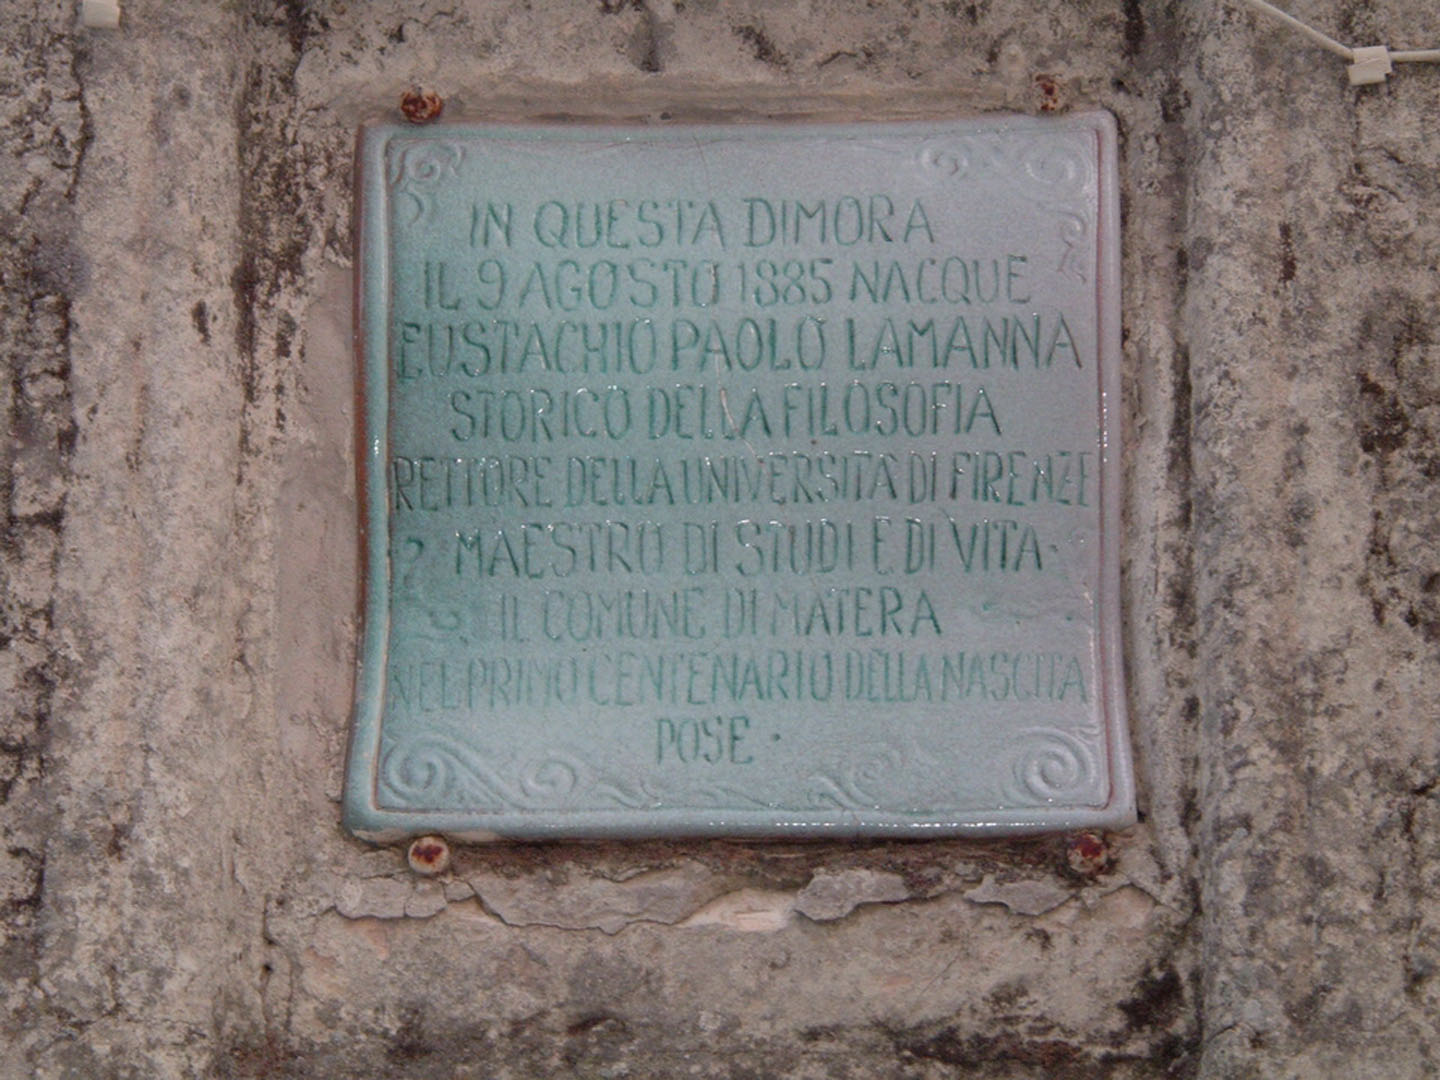 IN QUESTA DIMORA
IL 9 AGOSTO 1885 NACQUE
EUSTACHIO PAOLO LAMANNA
STORICO DELLA FILOSOFIA
RETTORE DELLA UNIVERSITÀ DI FIRENZE
MAESTRO DI STUDI E DI VITA.
IL COMUNE DI MATERA
NEL PRIMO CENTENARIO DELLA NASCITA
POSE.